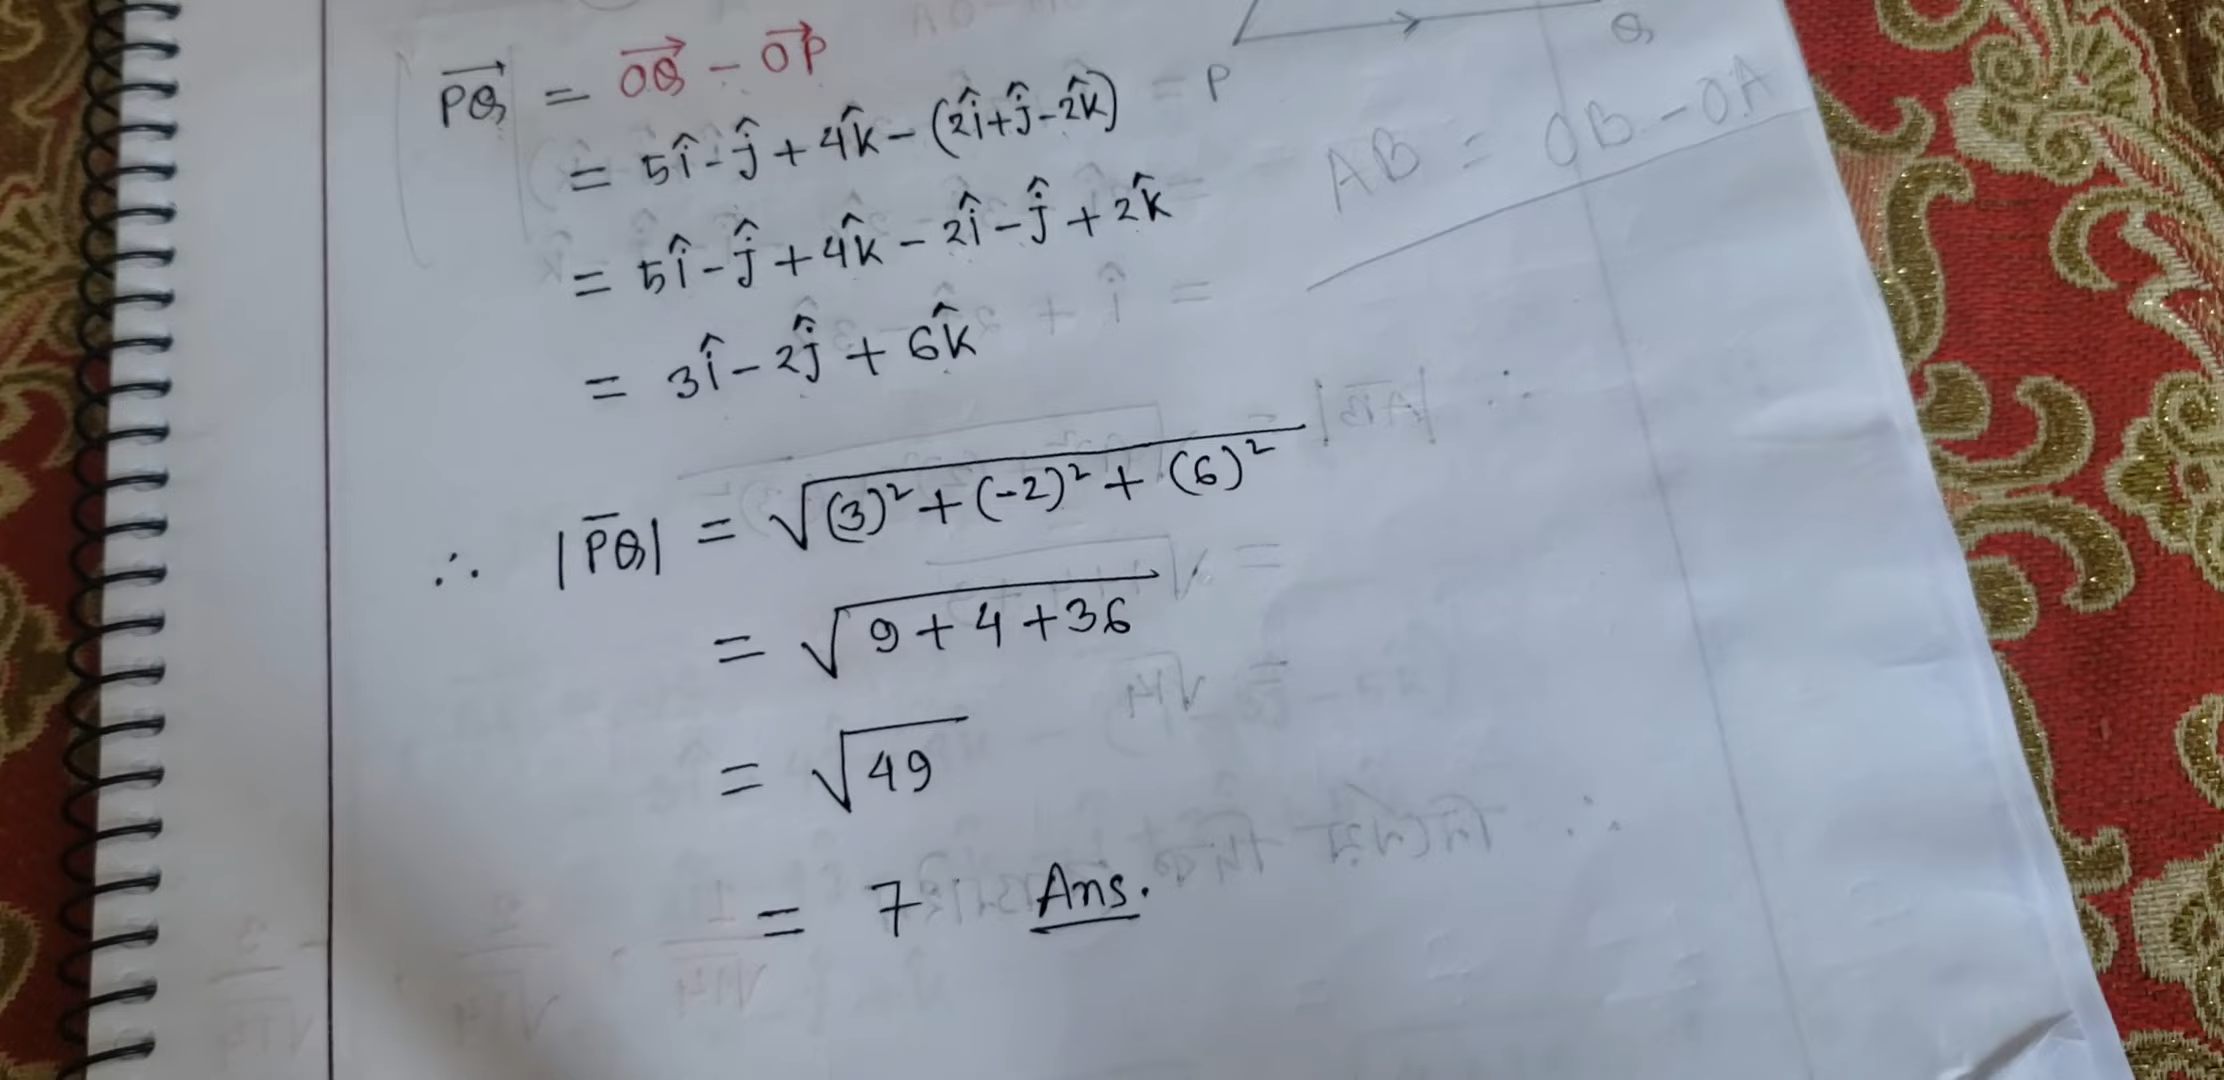 PQ = OQ - OP
= 5î - ĵ + 4k̂ - (2î + ĵ - 2k̂)
= 5î - ĵ + 4k̂ - 2î - ĵ + 2k̂
= 3î - 2ĵ + 6k̂
P
Q
AB = OB - OA
∴ |PQ| = √(3)² + (-2)² + (6)²
= √9 + 4 + 36
= √49
= 7 Ans.